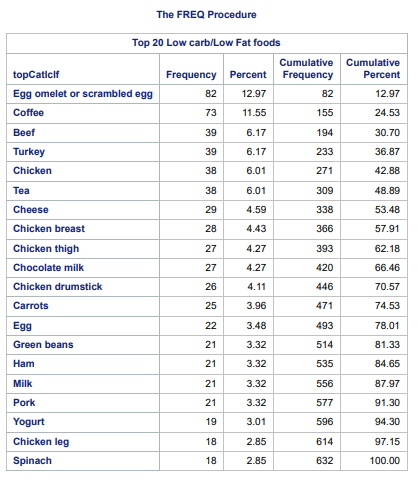 The FREQ Procedure
Top 20 Low carb/Low Fat foods
topCatlclf Frequency Percent Cumulative Frequency Cumulative Percent
Egg omelet or scrambled egg 82 12.97 82 12.97
Coffee 73 11.55 155 24.53
Beef 39 6.17 194 30.70
Turkey 39 6.17 233 36.87
Chicken 38 6.01 271 42.88
Tea 38 6.01 309 48.89
Cheese 29 4.59 338 53.48
Chicken breast 28 4.43 366 57.91
Chicken thigh 27 4.27 393 62.18
Chocolate milk 27 4.27 420 66.46
Chicken drumstick 26 4.11 446 70.57
Carrots 25 3.96 471 74.53
Egg 22 3.48 493 78.01
Green beans 21 3.32 514 81.33
Ham 21 3.32 535 84.65
Milk 21 3.32 556 87.97
Pork 21 3.32 577 91.30
Yogurt 19 3.01 596 94.30
Chicken leg 18 2.85 614 97.15
Spinach 18 2.85 632 100.00